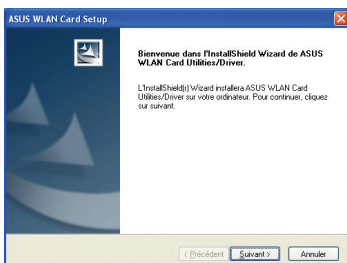 ASUS WLAN Card Setup
Bienvenue dans l'InstallShield Wizard de ASUS
WLAN Card Utilities/Driver.
L'InstallShield(r) Wizard installera ASUS WLAN Card
Utilities/Driver sur votre ordinateur. Pour continuer, cliquez
sur suivant.
< Précédent Suivant > Annuler